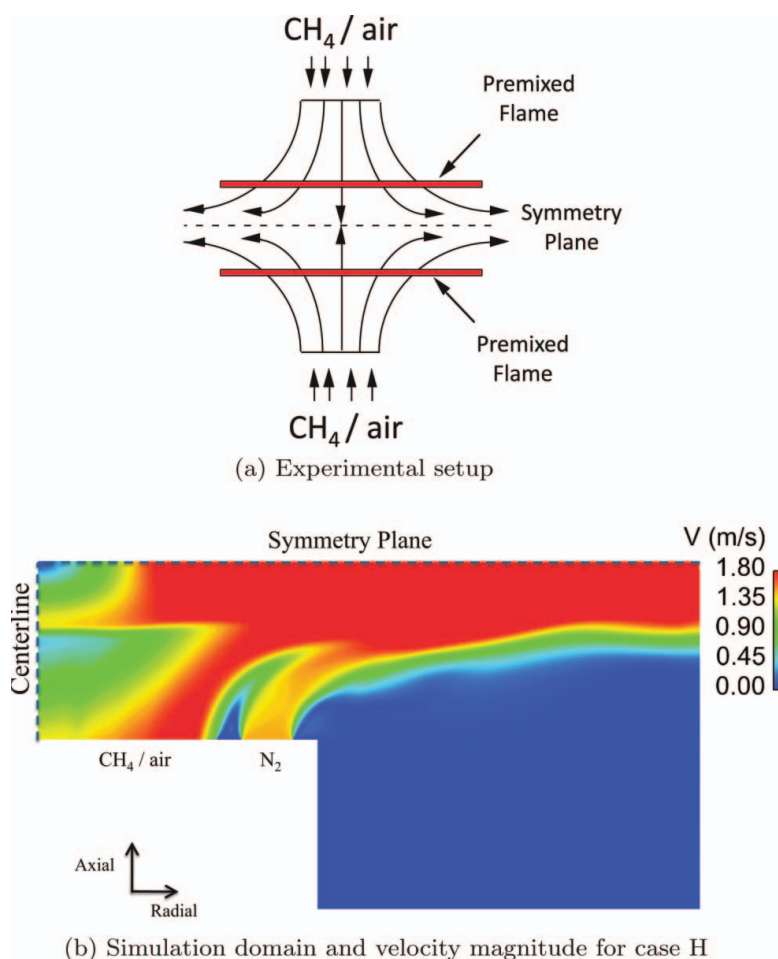 CH4 / air
Premixed
Flame
Symmetry
Plane
Premixed
Flame
CH4 / air
(a) Experimental setup
Symmetry Plane
V (m/s)
1.80
1.35
0.90
0.45
0.00
Centerline
CH4 / air
N2
Axial
Radial
(b) Simulation domain and velocity magnitude for case H